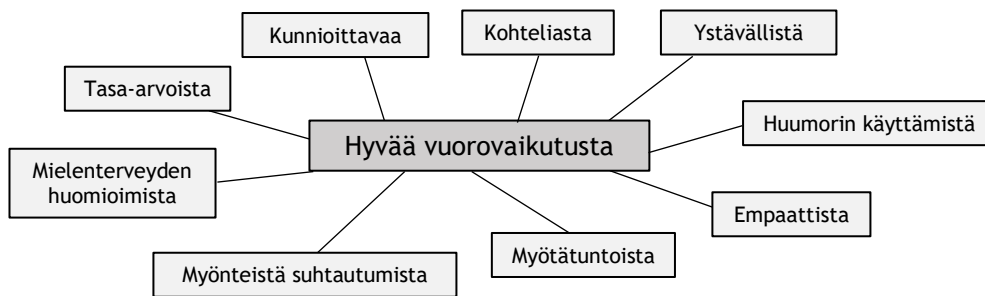 Kunnioittavaa
Kohteliasta
Ystävällistä
Tasa-arvoista
Huumorin käyttämistä
Hyvää vuorovaikutusta
Mielenterveyden
huomioimista
Empaattista
Myötätuntoista
Myönteistä suhtautumista